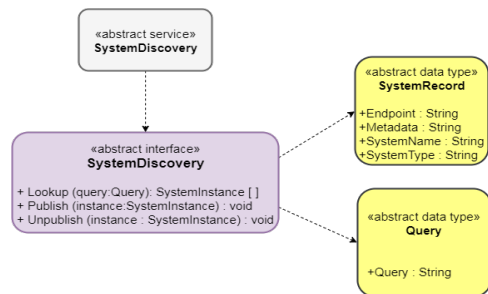 «abstract service»
SystemDiscovery
«abstract interface»
SystemDiscovery
+ Lookup (query:Query): SystemInstance [ ]
+ Publish (instance:SystemInstance) : void
+ Unpublish (instance : SystemInstance) : void
«abstract data type»
SystemRecord
+Endpoint : String
+Metadata : String
+SystemName : String
+SystemType : String
«abstract data type»
Query
+Query : String